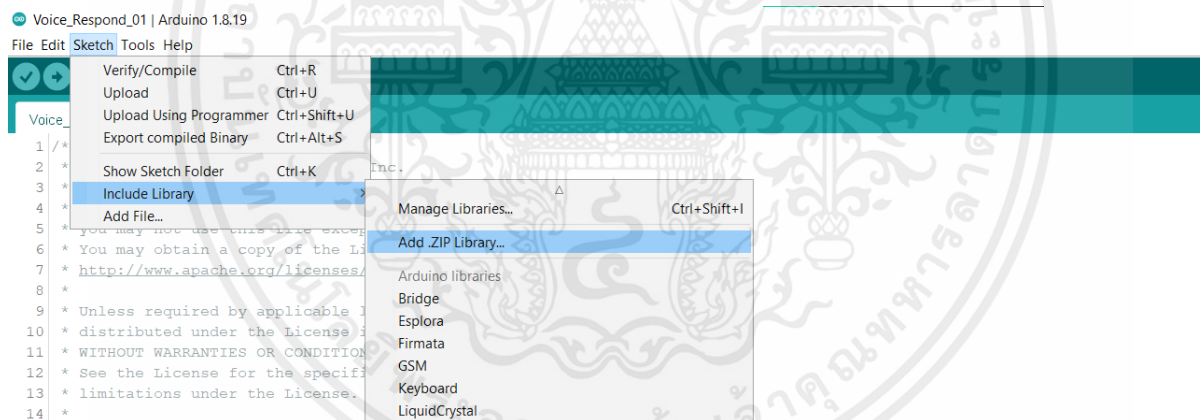 Voice_Respond_01 | Arduino 1.8.19
File Edit Sketch Tools Help
Verify/Compile Ctrl+R
Upload Ctrl+U
Upload Using Programmer Ctrl+Shift+U
Export compiled Binary Ctrl+Alt+S
Show Sketch Folder Ctrl+K
Include Library
Add File...
Manage Libraries... Ctrl+Shift+I
Add .ZIP Library...
Arduino libraries
Bridge
Esplora
Firmata
GSM
Keyboard
LiquidCrystal
Voice_
1 /*
2 * Inc.
3 *
4 *
5 * You may not use this file
6 * You may obtain a copy of the
7 * http://www.apache.org/licenses/
8 *
9 * Unless required by applicable
10 * distributed under the License
11 * WITHOUT WARRANTIES OR
12 * See the License for the
13 * limitations under the License.
14 *